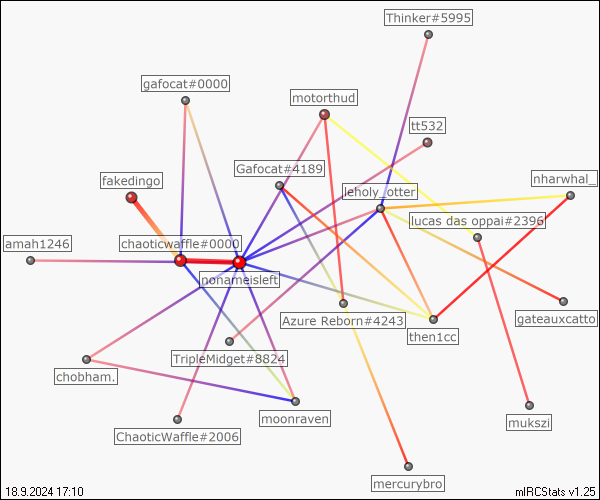 Thinker#5995
gafocat#0000
motorthud
tt532
Gafocat#4189
nharwhal_
fakedingo
leholy_otter
lucas das oppai#2396
amah1246
chaoticwaffle#0000
nonameisleft
Azure Reborn#4243
gateauxcatto
then1cc
TripleMidget#8824
chobham.
moonraven
mukszi
ChaoticWaffle#2006
mercurybro
18.9.2024 17:10
mIRCStats v1.25